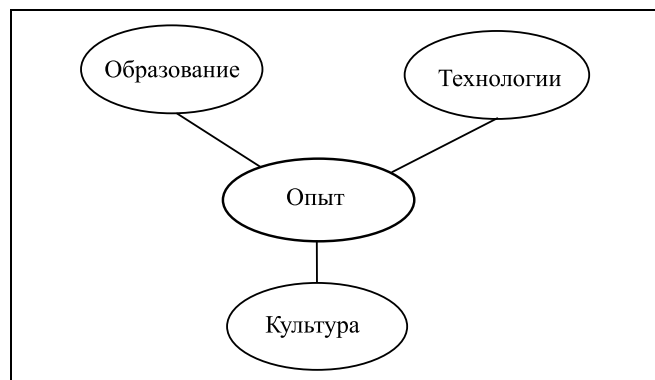 Образование
Технологии
Опыт
Культура